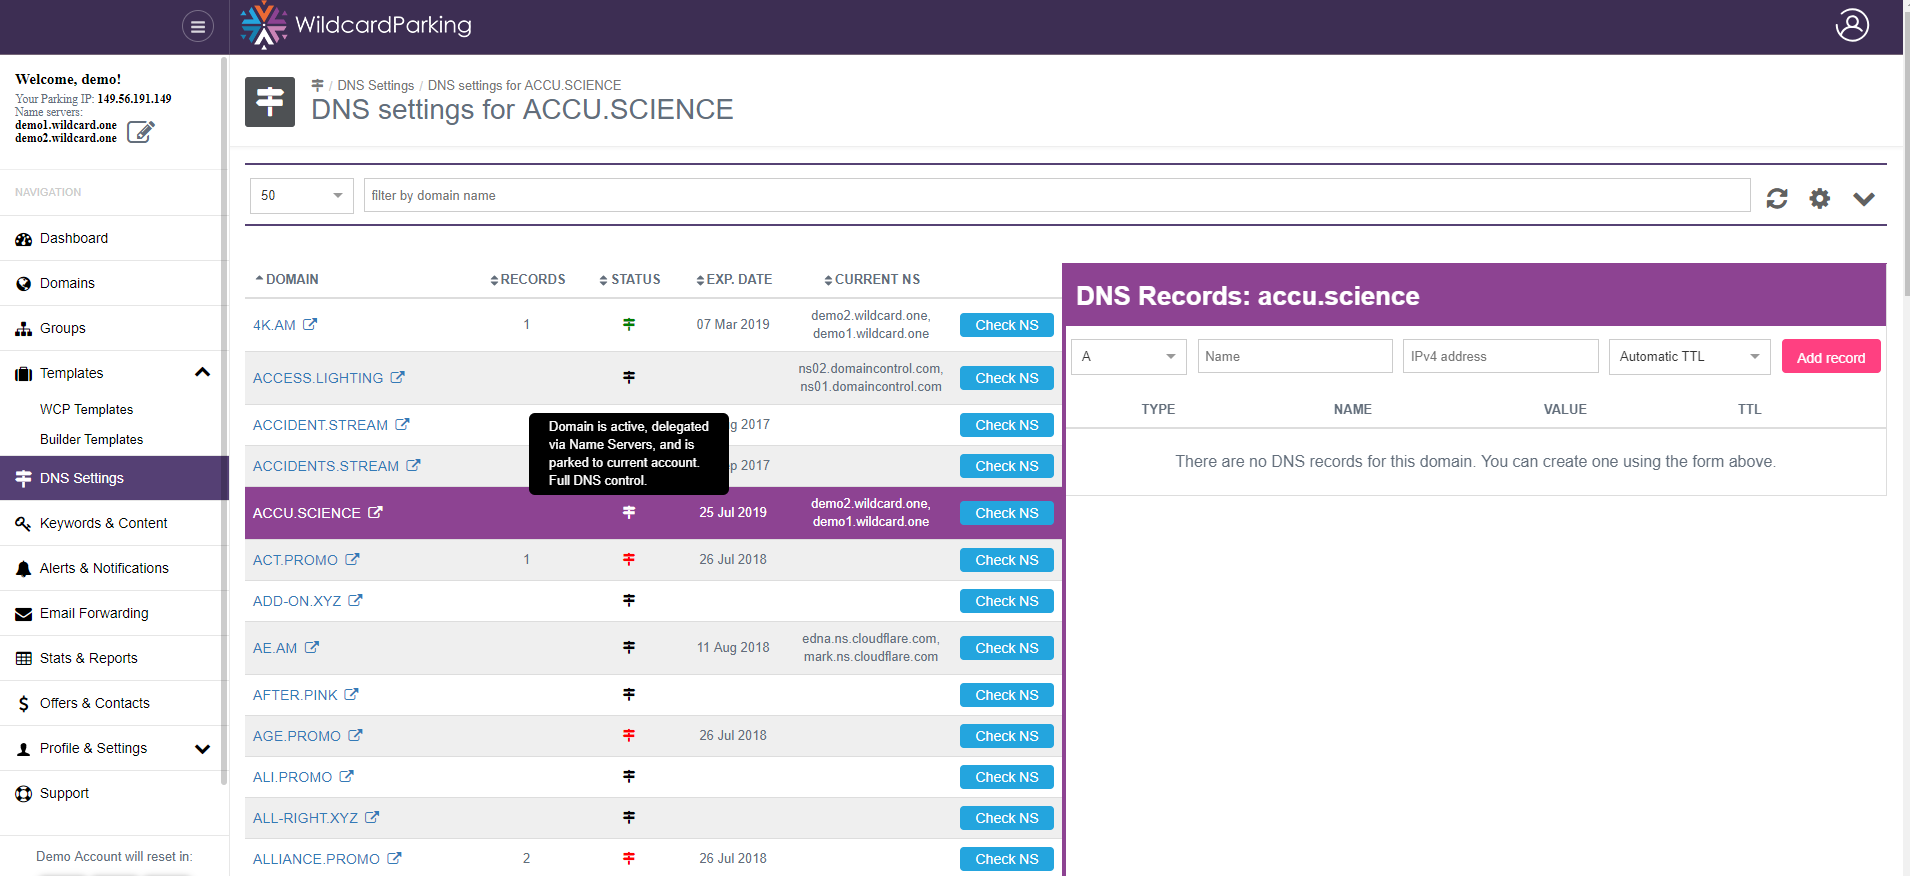 WildcardParking
Welcome, demo!
Your Parking IP: 149.56.191.149
Name servers:
demo1.wildcard.one
demo2.wildcard.one
NAVIGATION
Dashboard
Domains
Groups
Templates
WCP Templates
Builder Templates
DNS Settings
Keywords & Content
Alerts & Notifications
Email Forwarding
Stats & Reports
Offers & Contacts
Profile & Settings
Support
Demo Account will reset in:
/ DNS Settings / DNS settings for ACCU.SCIENCE
DNS settings for ACCU.SCIENCE
50 filter by domain name
DOMAIN RECORDS STATUS EXP. DATE CURRENT NS
4K.AM 1 07 Mar 2019 demo2.wildcard.one, demo1.wildcard.one Check NS
ACCESS.LIGHTING ns02.domaincontrol.com, ns01.domaincontrol.com Check NS
ACCIDENT.STREAM 2017 Check NS
ACCIDENTS.STREAM 2017 Check NS
Domain is active, delegated
via Name Servers, and is
parked to current account.
Full DNS control.
ACCU.SCIENCE 25 Jul 2019 demo2.wildcard.one, demo1.wildcard.one Check NS
ACT.PROMO 1 26 Jul 2018 Check NS
ADD-ON.XYZ Check NS
AE.AM 11 Aug 2018 edna.ns.cloudflare.com, mark.ns.cloudflare.com Check NS
AFTER.PINK Check NS
AGE.PROMO 26 Jul 2018 Check NS
ALI.PROMO Check NS
ALL-RIGHT.XYZ Check NS
ALLIANCE.PROMO 2 26 Jul 2018 Check NS
DNS Records: accu.science
A Name IPv4 address Automatic TTL Add record
TYPE NAME VALUE TTL
There are no DNS records for this domain. You can create one using the form above.